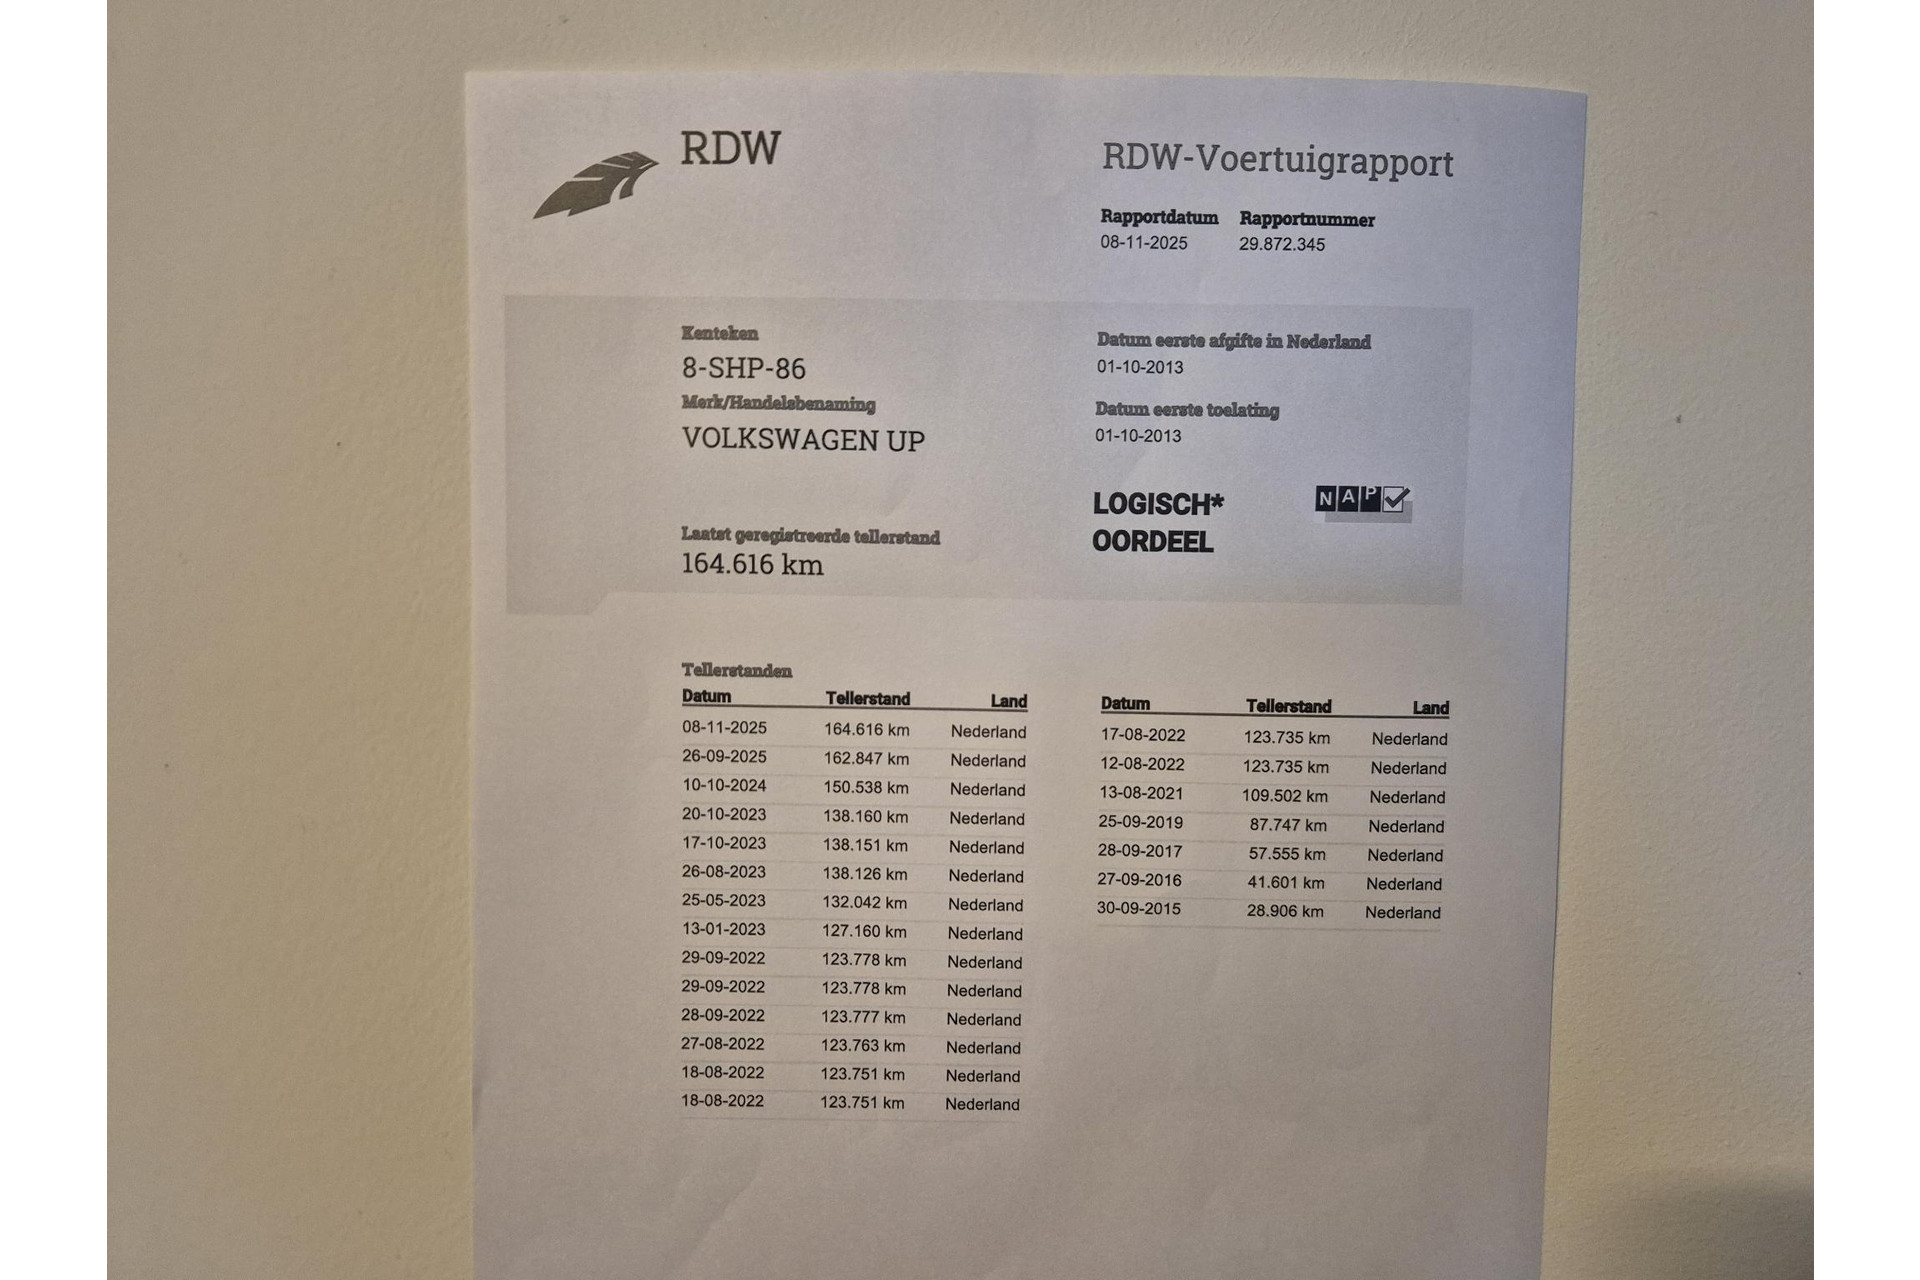 RDW
RDW-Voertuigrapport
Rapportdatum Rapportnummer
08-11-2025 29.872.345
Kenteken
8-SHP-86
Merk/Handelsbenaming
VOLKSWAGEN UP
Laatst geregistreerde tellerstand
164.616 km
Datum eerste afgifte in Nederland
01-10-2013
Datum eerste toelating
01-10-2013
LOGISCH*
OORDEEL
NAP
Tellerstanden
Datum Tellerstand Land
08-11-2025 164.616 km Nederland
26-09-2025 162.847 km Nederland
10-10-2024 150.538 km Nederland
20-10-2023 138.160 km Nederland
17-10-2023 138.151 km Nederland
26-08-2023 138.126 km Nederland
25-05-2023 132.042 km Nederland
13-01-2023 127.160 km Nederland
29-09-2022 123.778 km Nederland
29-09-2022 123.778 km Nederland
28-09-2022 123.777 km Nederland
27-08-2022 123.763 km Nederland
18-08-2022 123.751 km Nederland
18-08-2022 123.751 km Nederland
Datum Tellerstand Land
17-08-2022 123.735 km Nederland
12-08-2022 123.735 km Nederland
13-08-2021 109.502 km Nederland
25-09-2019 87.747 km Nederland
28-09-2017 57.555 km Nederland
27-09-2016 41.601 km Nederland
30-09-2015 28.906 km Nederland